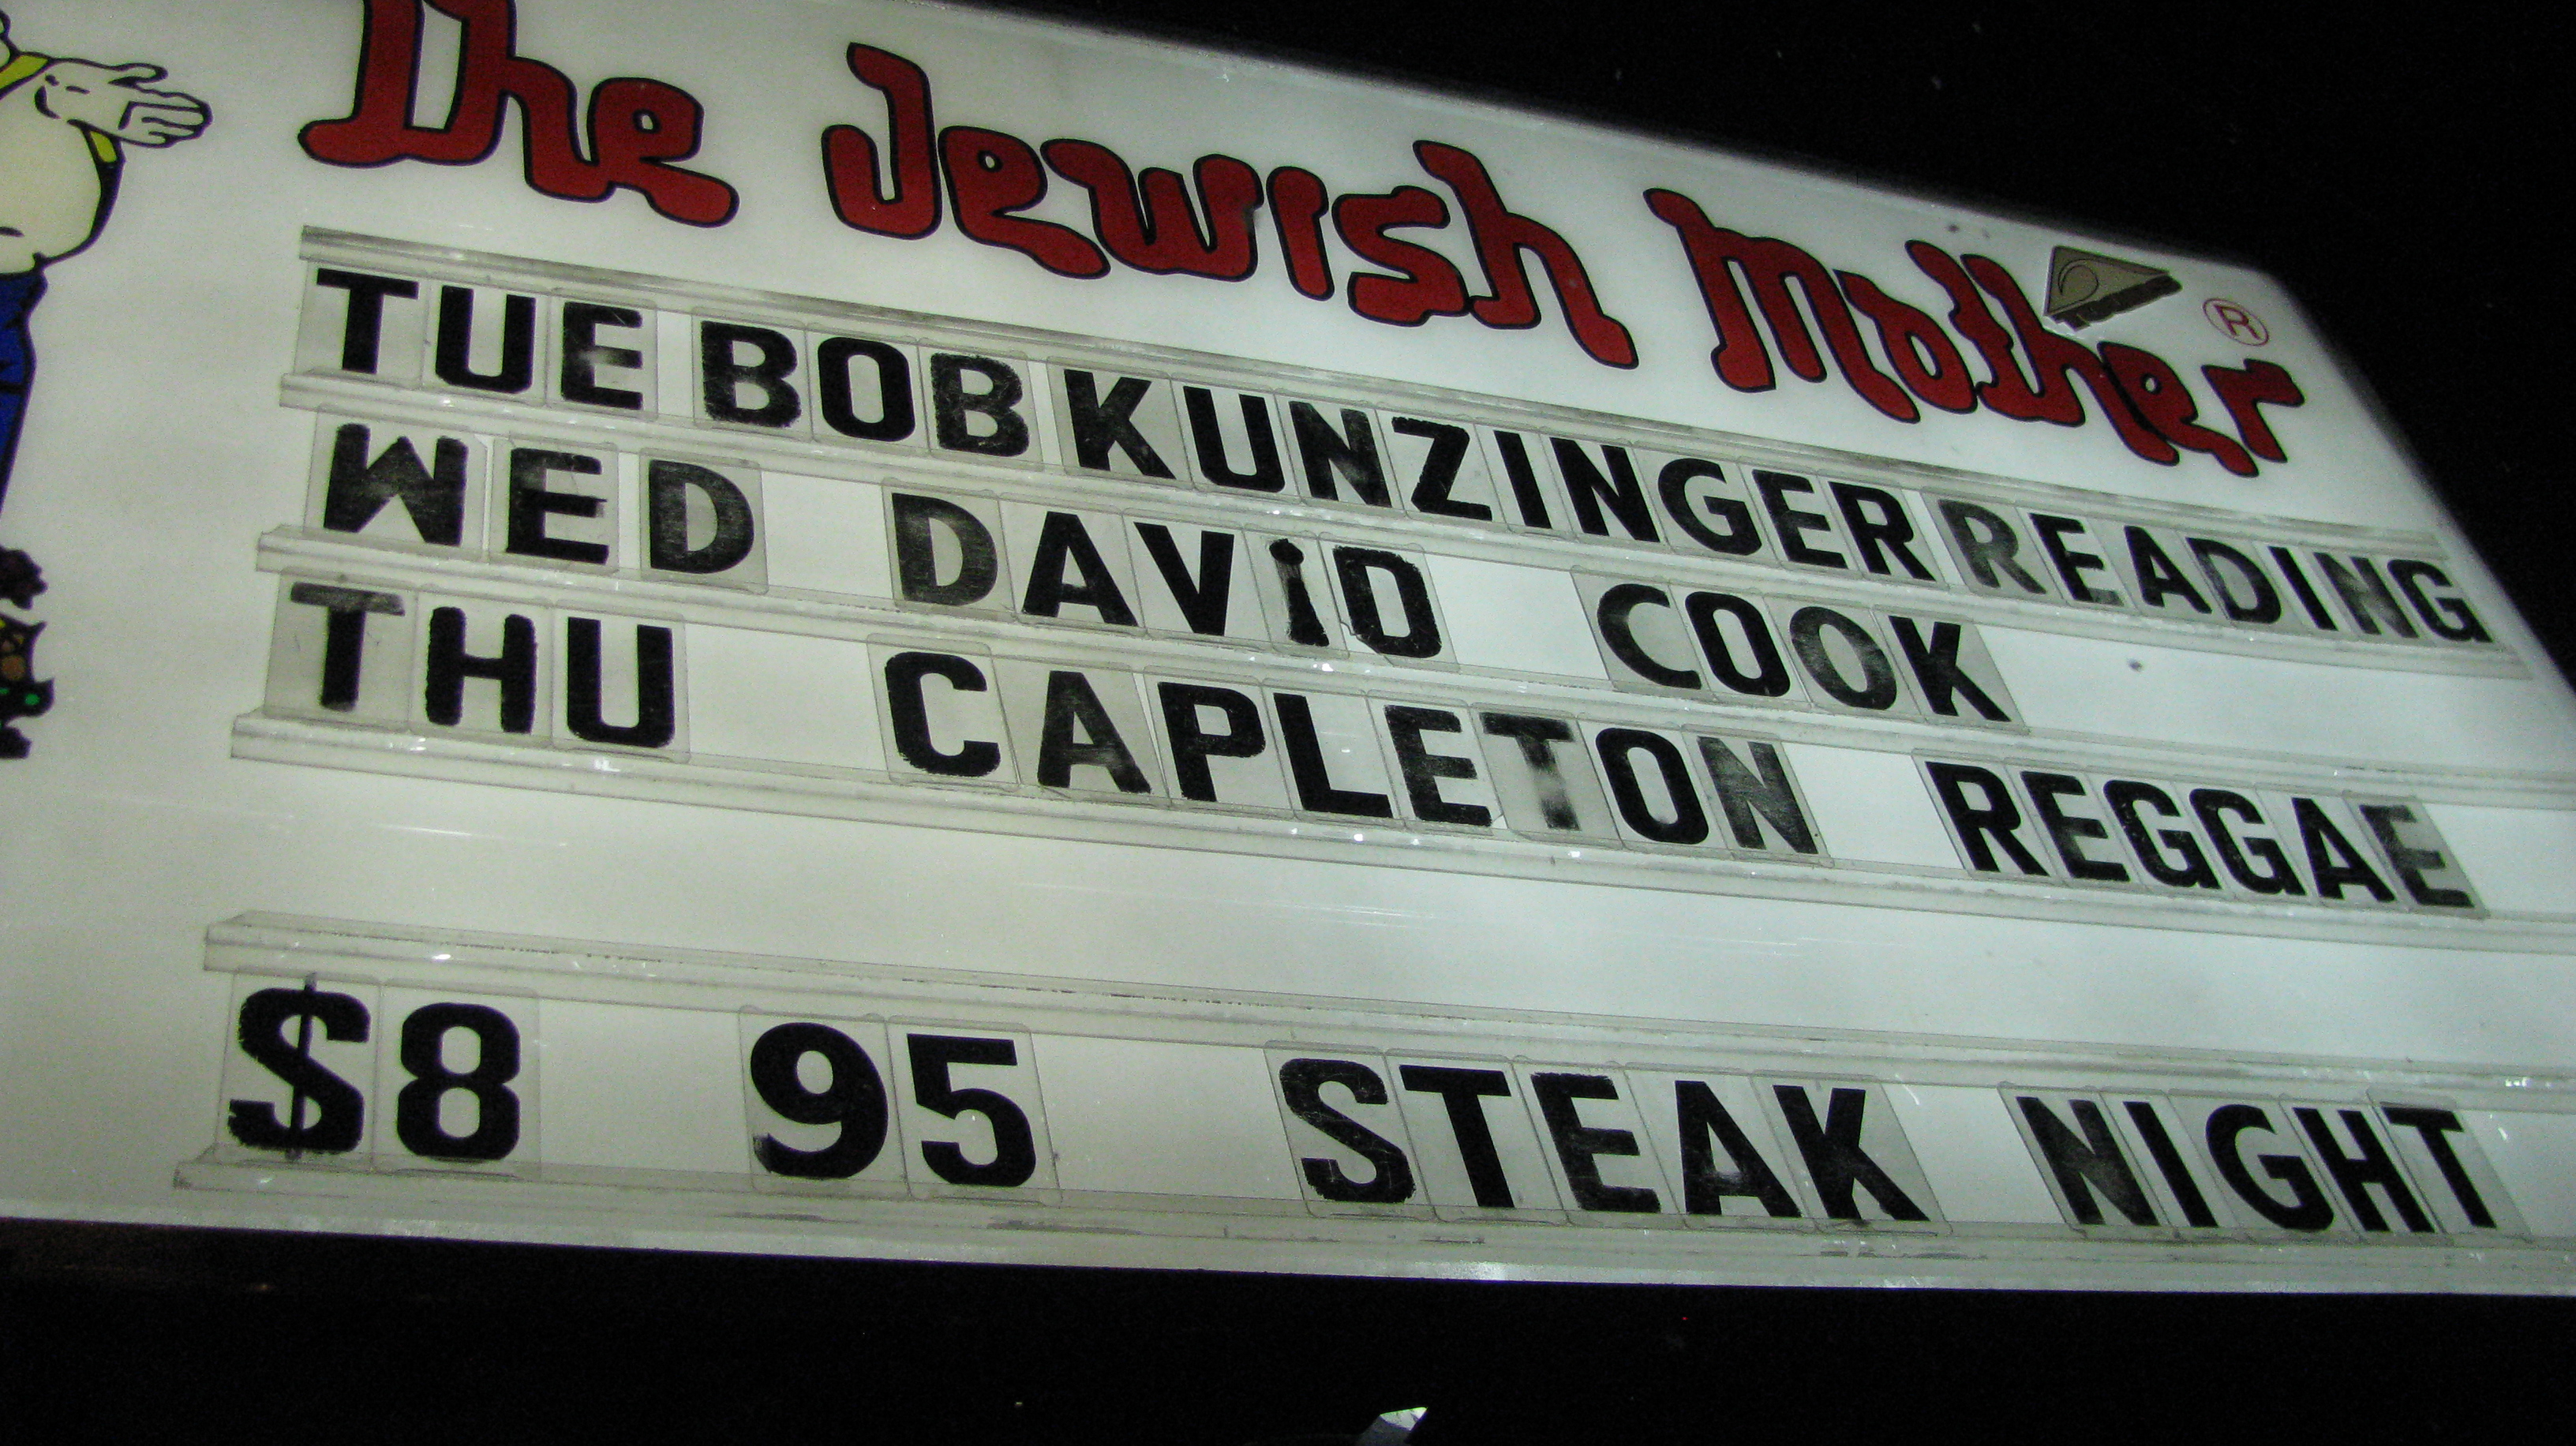 The Jewish Mother ®
TUE BOB KUNZINGER READING
WED DAViD COOK
THU CAPLETON REGGAE
$8 95 STEAK NIGHT